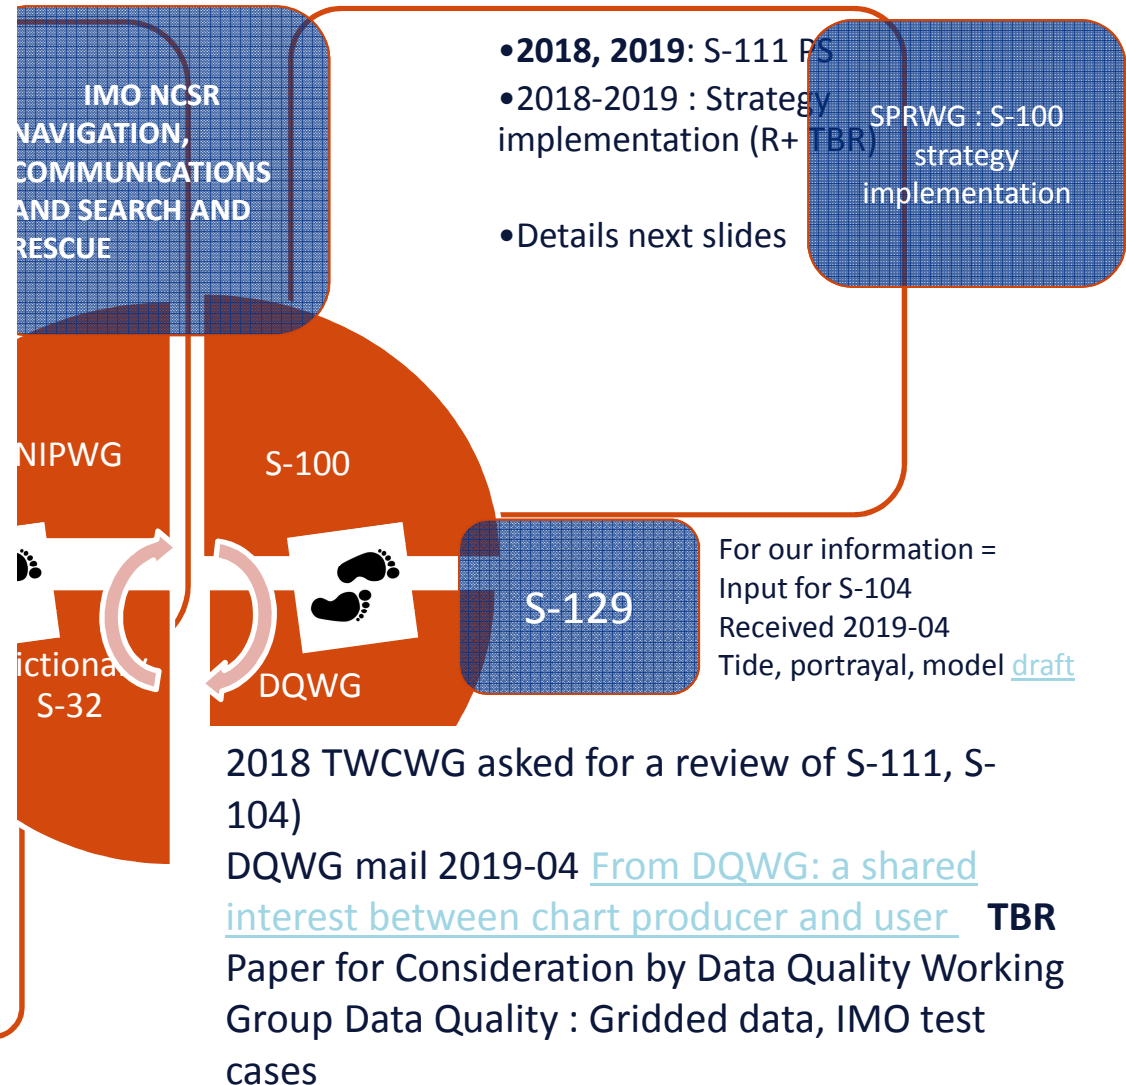 IMO NCSR
NAVIGATION,
COMMUNICATIONS
AND SEARCH AND
RESCUE
•2018, 2019: S-111 PS
•2018-2019 : Strategy
implementation (R+ TBR)
•Details next slides
SPRWG : S-100
strategy
implementation
NIPWG
S-100
S-129
For our information =
Input for S-104
Received 2019-04
Tide, portrayal, model draft
ictionary
S-32
DQWG
2018 TWCWG asked for a review of S-111, S-
104)
DQWG mail 2019-04 From DQWG: a shared
interest between chart producer and user TBR
Paper for Consideration by Data Quality Working
Group Data Quality : Gridded data, IMO test
cases